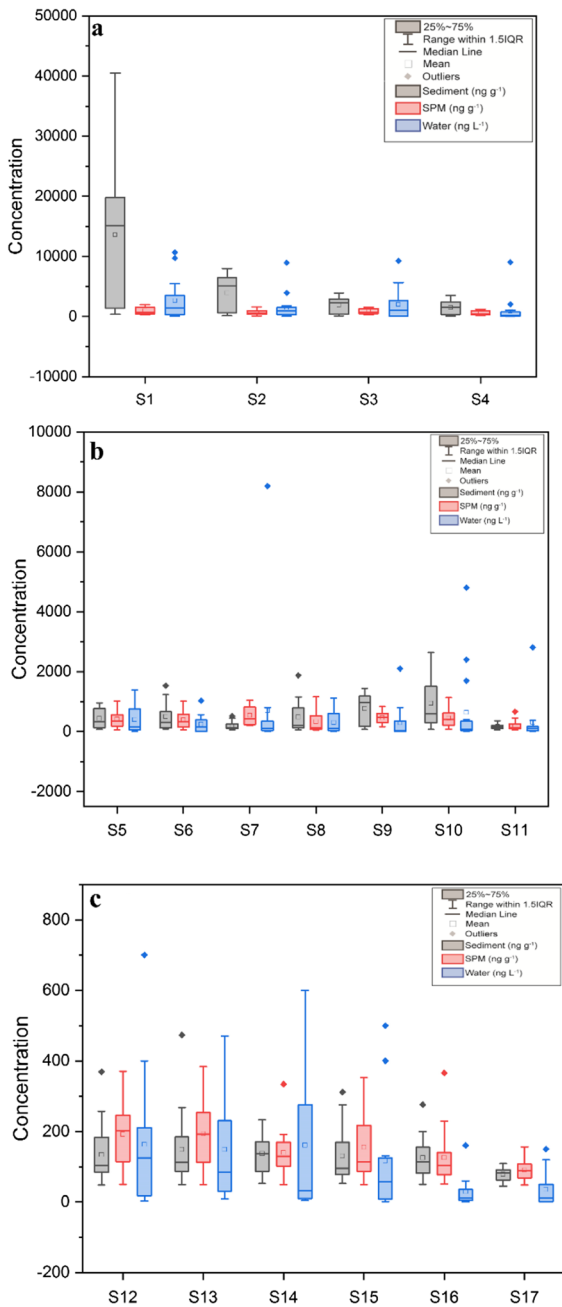 a
25%~75%
Range within 1.5IQR
Median Line
Mean
Outliers
Sediment (ng g⁻¹)
SPM (ng g⁻¹)
Water (ng L⁻¹)
50000
40000
30000
20000
10000
0
-10000
Concentration
S1 S2 S3 S4
b
25%~75%
Range within 1.5IQR
Median Line
Mean
Outliers
Sediment (ng g⁻¹)
SPM (ng g⁻¹)
Water (ng L⁻¹)
10000
8000
6000
4000
2000
0
-2000
Concentration
S5 S6 S7 S8 S9 S10 S11
c
25%~75%
Range within 1.5IQR
Median Line
Mean
Outliers
Sediment (ng g⁻¹)
SPM (ng g⁻¹)
Water (ng L⁻¹)
800
600
400
200
0
-200
Concentration
S12 S13 S14 S15 S16 S17